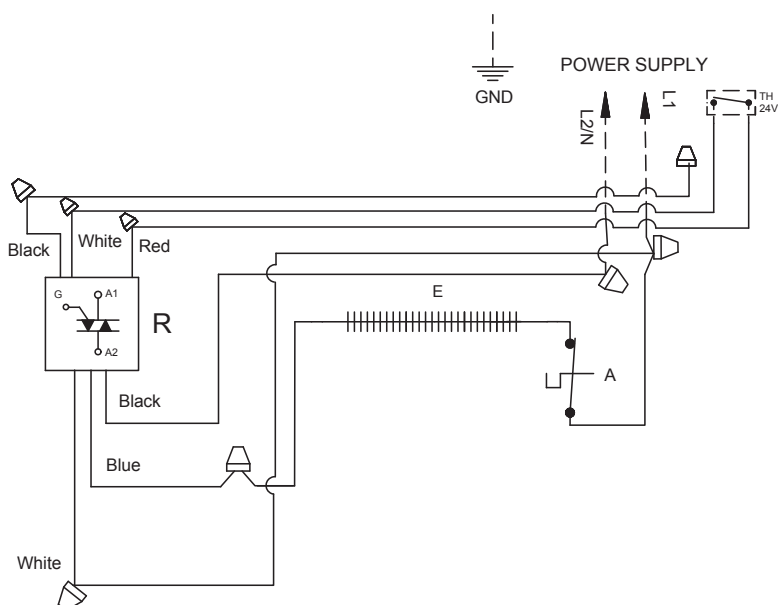 POWER SUPPLY
GND
L2/N
L1
TH
24V
Black
White
Red
G
A1
A2
R
E
A
Black
Blue
White